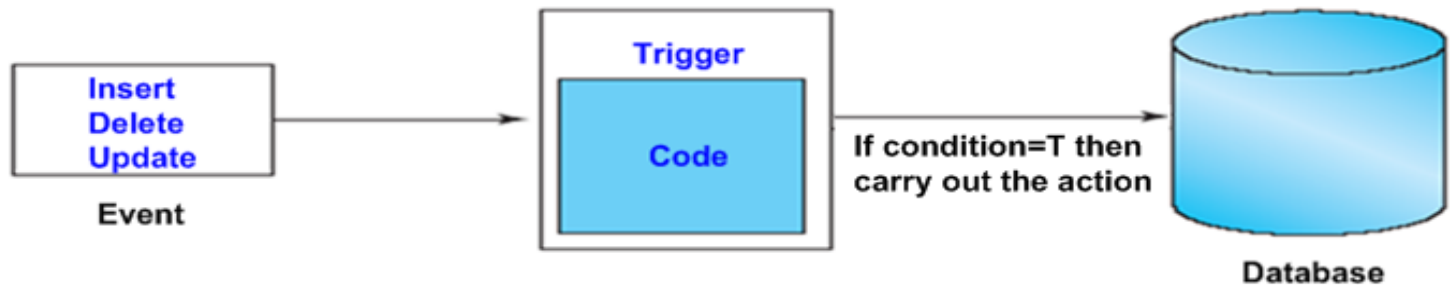 Insert
Delete
Update
Event
Trigger
Code
If condition=T then
carry out the action
Database